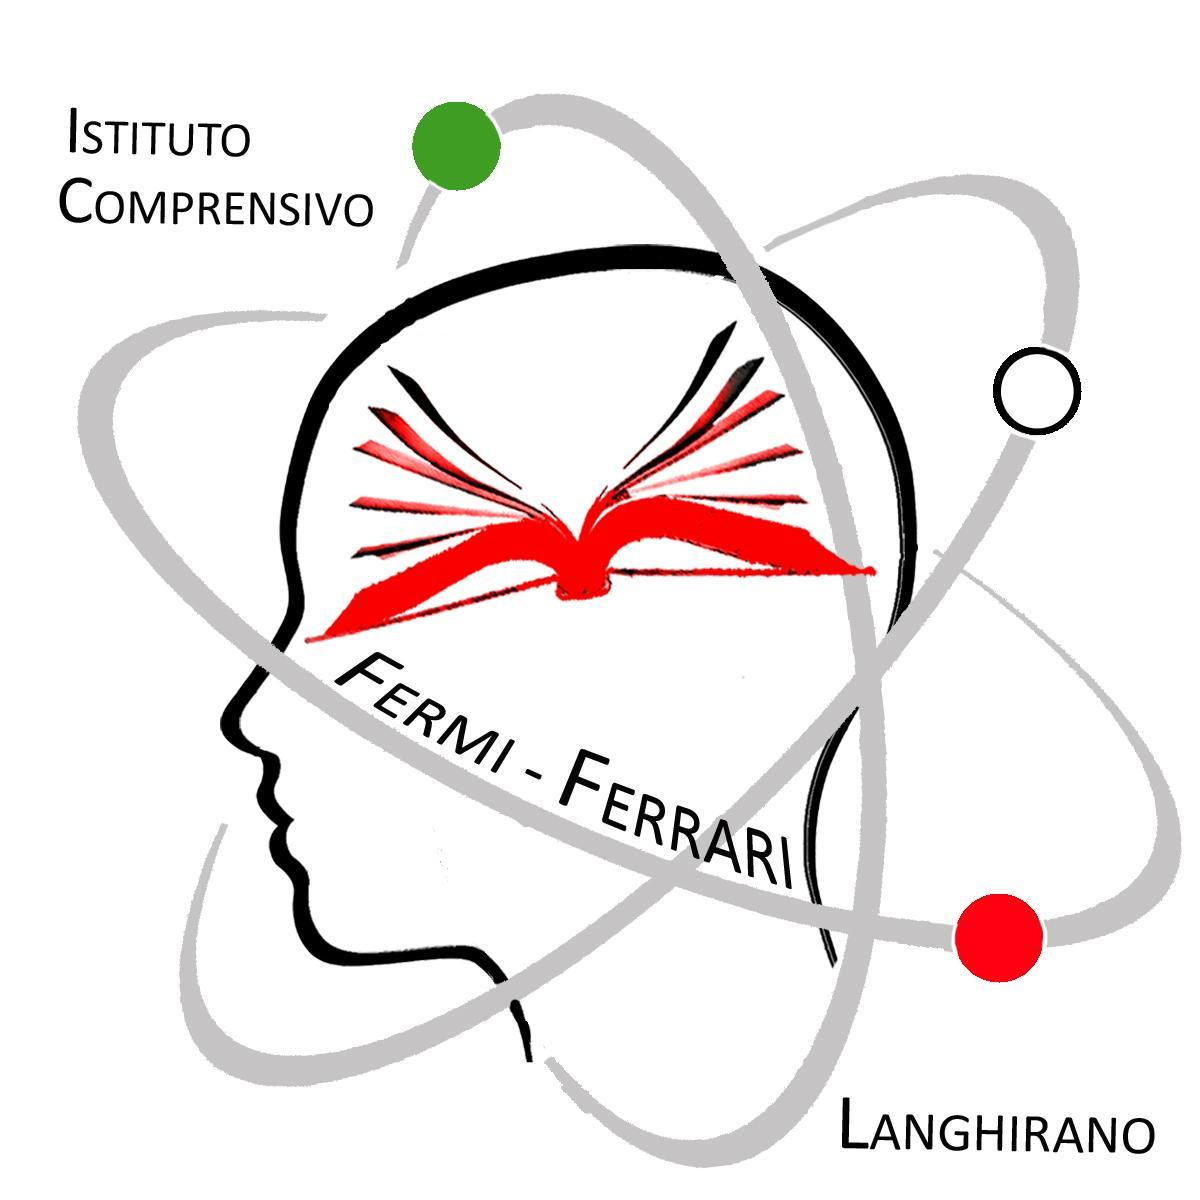 Istituto
Comprensivo
Fermi - Ferrari
Langhirano